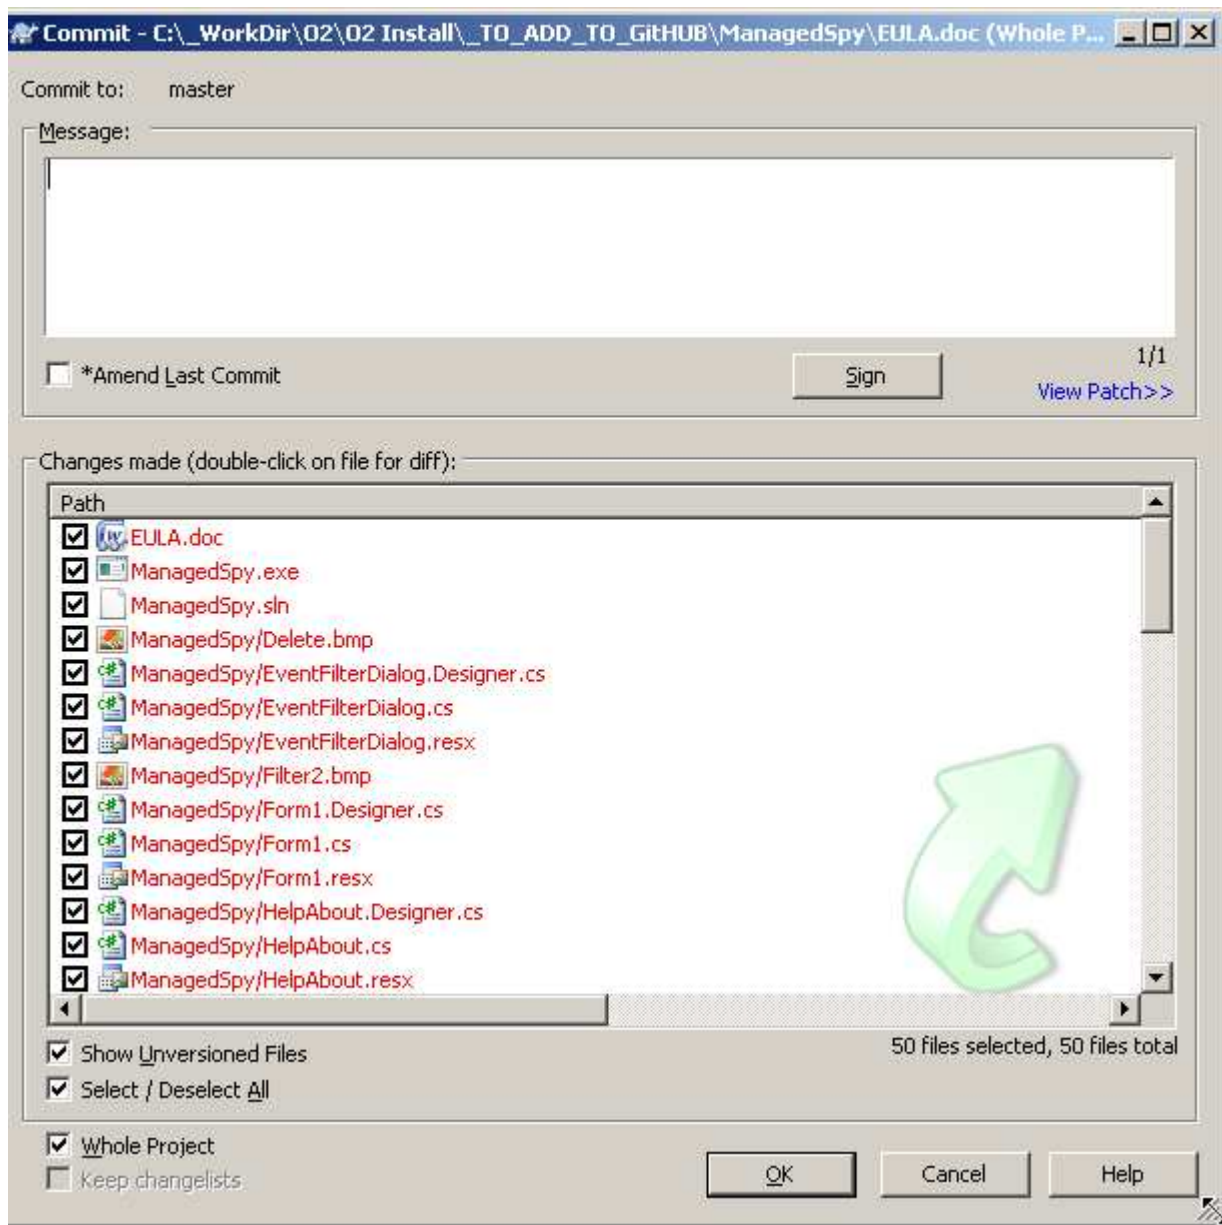 Commit - C:\_WorkDir\O2\O2 Install\_TO_ADD_TO_GitHUB\ManagedSpy\EULA.doc (Whole P...
Commit to: master
Message:
*Amend Last Commit
Sign
1/1
View Patch>>
Changes made (double-click on file for diff):
Path
EULA.doc
ManagedSpy.exe
ManagedSpy.sln
ManagedSpy/Delete.bmp
ManagedSpy/EventFilterDialog.Designer.cs
ManagedSpy/EventFilterDialog.cs
ManagedSpy/EventFilterDialog.resx
ManagedSpy/Filter2.bmp
ManagedSpy/Form1.Designer.cs
ManagedSpy/Form1.cs
ManagedSpy/Form1.resx
ManagedSpy/HelpAbout.Designer.cs
ManagedSpy/HelpAbout.cs
ManagedSpy/HelpAbout.resx
Show Unversioned Files
50 files selected, 50 files total
Select / Deselect All
Whole Project
Keep changelists
OK Cancel Help